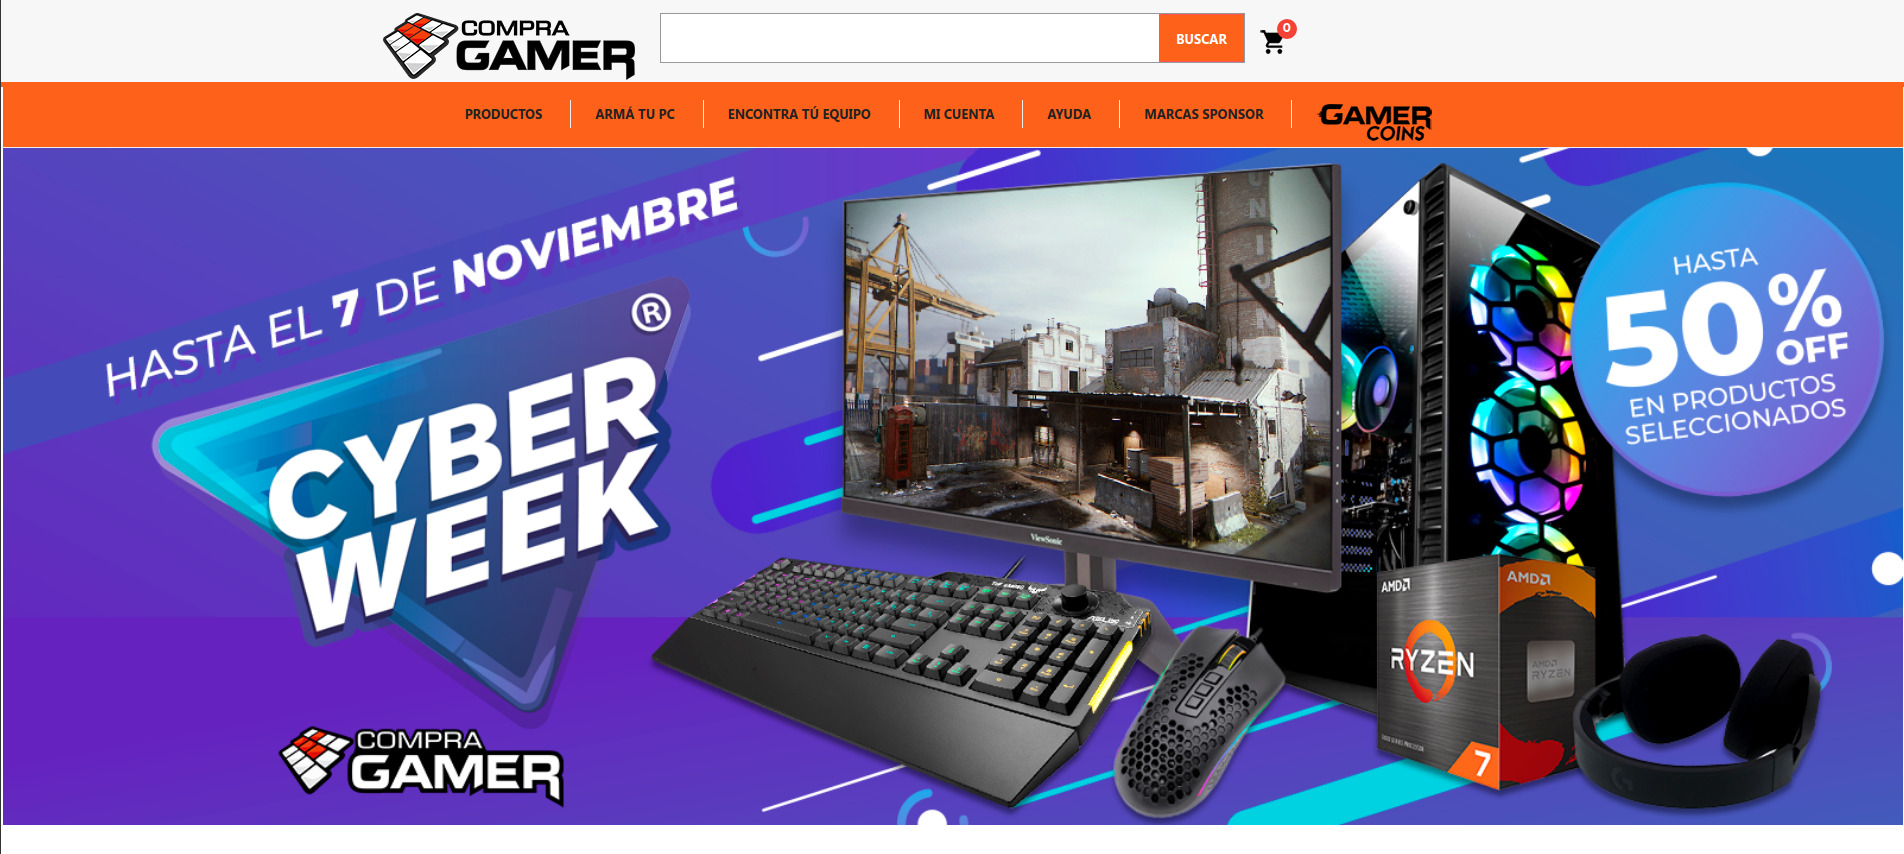 COMPRA
GAMER
BUSCAR
0
PRODUCTOS
ARMÁ TU PC
ENCONTRA TÚ EQUIPO
MI CUENTA
AYUDA
MARCAS SPONSOR
GAMER
COINS
HASTA EL 7 DE NOVIEMBRE
CYBER
WEEK
®
HASTA
50%
OFF
EN PRODUCTOS
SELECCIONADOS
ViewSonic
AMD
RYZEN
7
AMD
AMD
RYZEN
COMPRA
GAMER